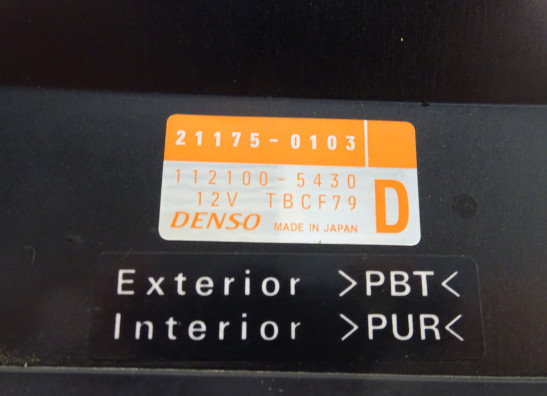 21175-0103
112100-5430
12V TBCF79
D
DENSO MADE IN JAPAN
Exterior >PBT<
Interior >PUR<